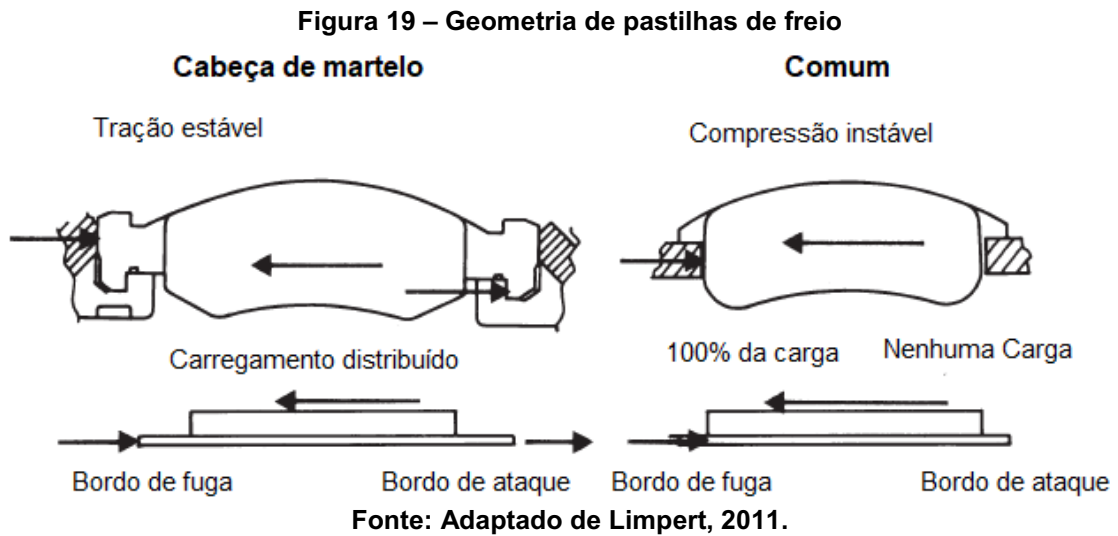 Figura 19 – Geometria de pastilhas de freio
Cabeça de martelo
Comum
Tração estável
Compressão instável
Carregamento distribuído
100% da carga
Nenhuma Carga
Bordo de fuga
Bordo de ataque
Bordo de fuga
Bordo de ataque
Fonte: Adaptado de Limpert, 2011.